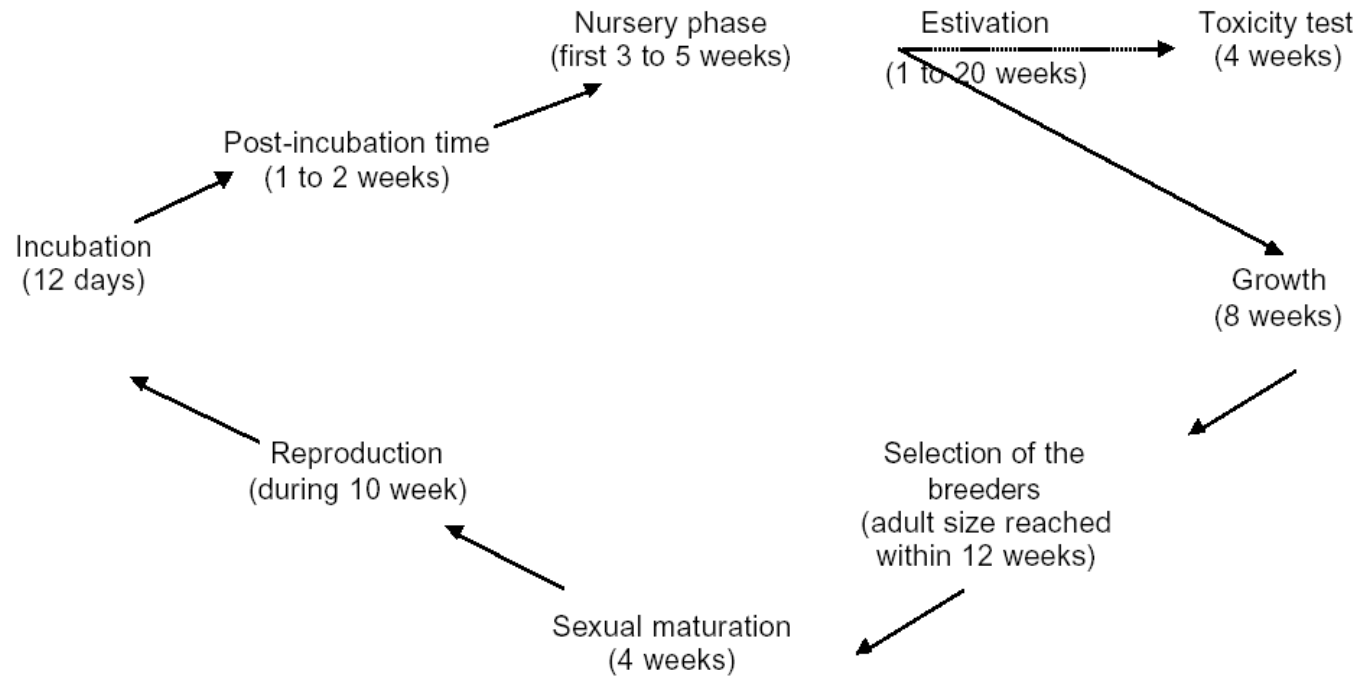 Nursery phase
(first 3 to 5 weeks)
Estivation
(1 to 20 weeks)
Toxicity test
(4 weeks)
Post-incubation time
(1 to 2 weeks)
Incubation
(12 days)
Growth
(8 weeks)
Reproduction
(during 10 week)
Selection of the
breeders
(adult size reached
within 12 weeks)
Sexual maturation
(4 weeks)